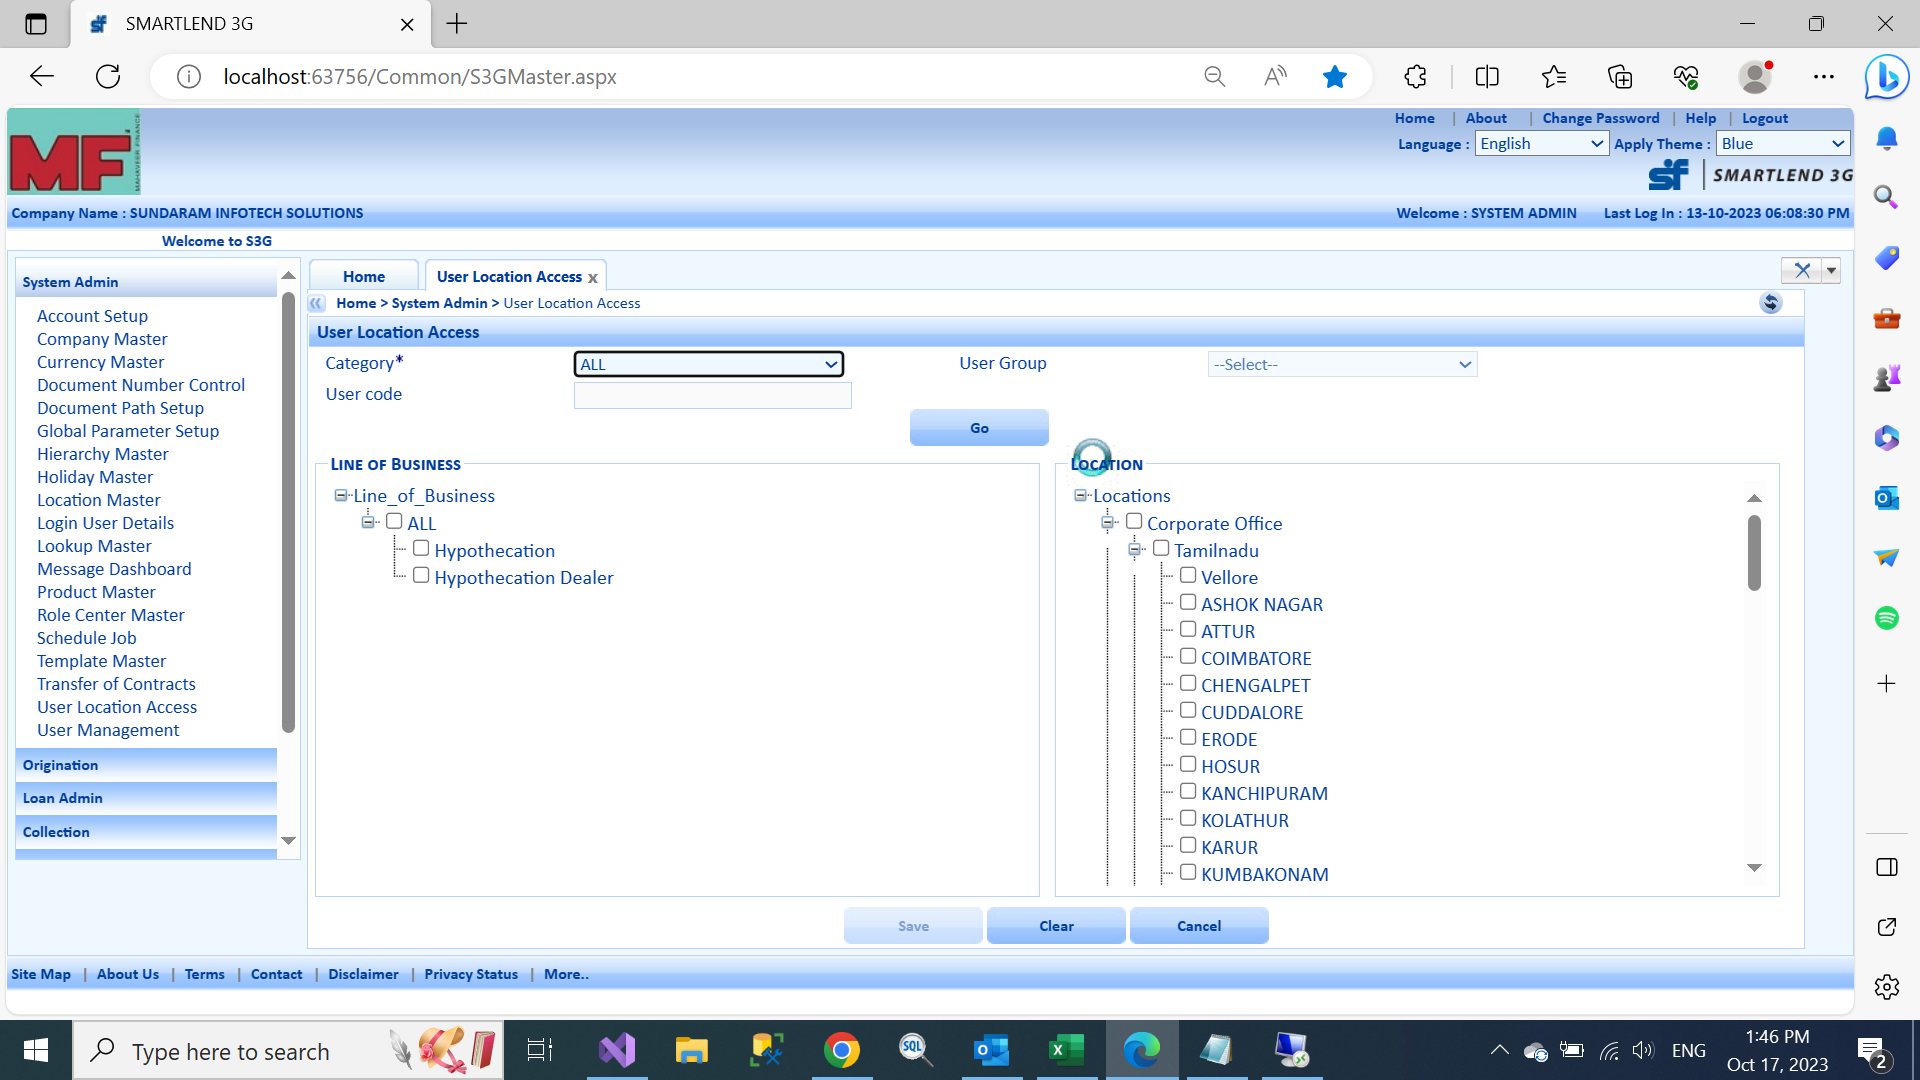 SMARTLEND 3G
localhost:63756/Common/S3GMaster.aspx
Home | About | Change Password | Help | Logout
Language : English Apply Theme : Blue
MF
MAHAVEER FINANCE
sf SMARTLEND 3G
Company Name : SUNDARAM INFOTECH SOLUTIONS
Welcome : SYSTEM ADMIN Last Log In : 13-10-2023 06:08:30 PM
Welcome to S3G
System Admin
Account Setup
Company Master
Currency Master
Document Number Control
Document Path Setup
Global Parameter Setup
Hierarchy Master
Holiday Master
Location Master
Login User Details
Lookup Master
Message Dashboard
Product Master
Role Center Master
Schedule Job
Template Master
Transfer of Contracts
User Location Access
User Management
Origination
Loan Admin
Collection
Home
User Location Access x
Home > System Admin > User Location Access
User Location Access
Category* ALL
User Group --Select--
User code
Go
LINE OF BUSINESS
Line_of_Business
ALL
Hypothecation
Hypothecation Dealer
LOCATION
Locations
Corporate Office
Tamilnadu
Vellore
ASHOK NAGAR
ATTUR
COIMBATORE
CHENGALPET
CUDDALORE
ERODE
HOSUR
KANCHIPURAM
KOLATHUR
KARUR
KUMBAKONAM
Save
Clear
Cancel
Site Map | About Us | Terms | Contact | Disclaimer | Privacy Status | More..
Type here to search
SQL
ENG
1:46 PM
Oct 17, 2023
2